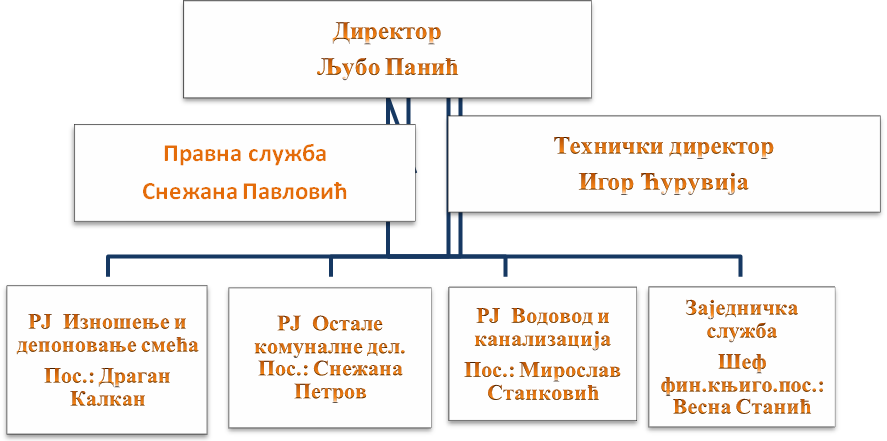 Директор
Љубо Панић
Правна служба
Снежана Павловић
Технички директор
Игор Ћурувија
РЈ Изношење и
депоновање смећа
Пос.: Драган
Калкан
РЈ Остале
комуналне дел.
Пос.: Снежана
Петров
РЈ Водовод и
канализација
Пос.: Мирослав
Станковић
Заједничка
служба
Шеф
фин.књиго.пос.:
Весна Станић